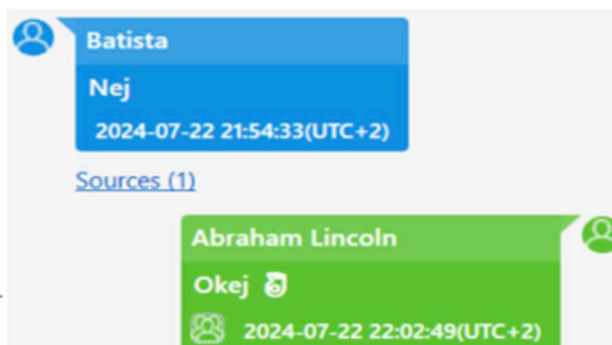 Batista
Nej
2024-07-22 21:54:33(UTC+2)
Sources (1)
Abraham Lincoln
Okej
2024-07-22 22:02:49(UTC+2)